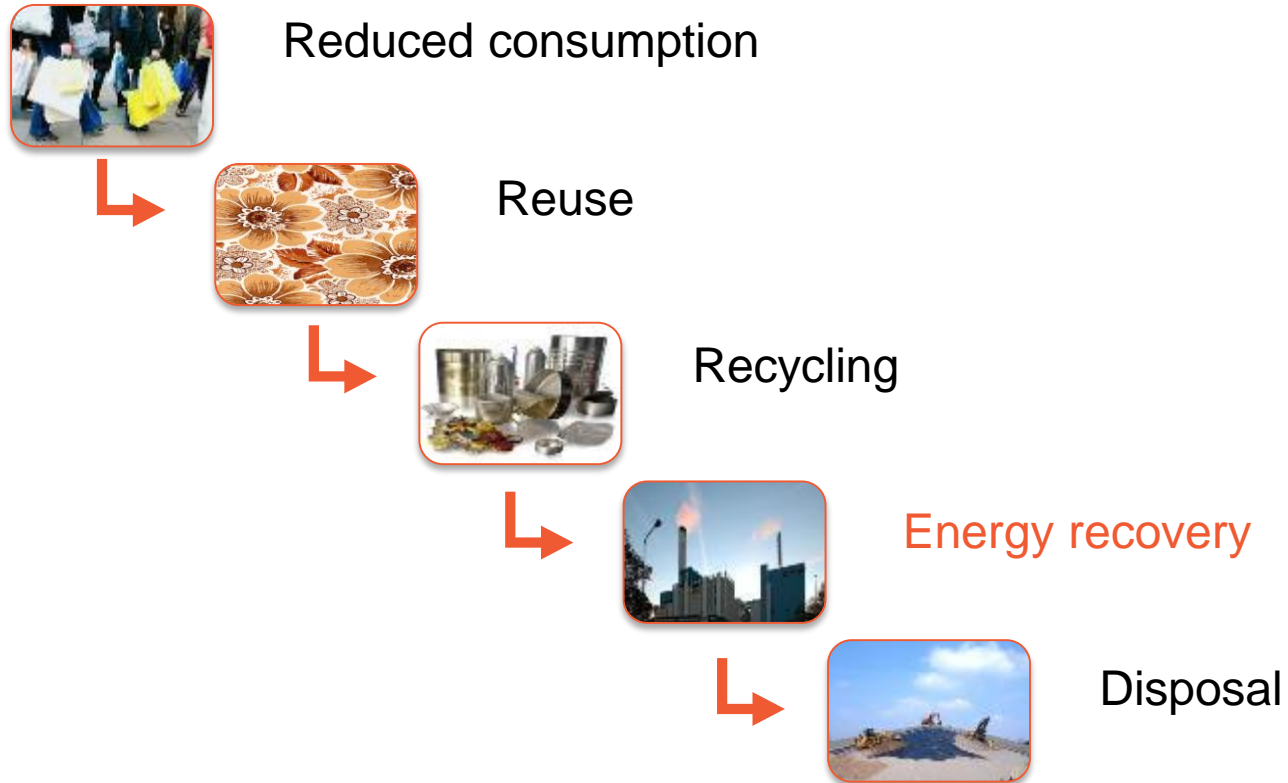 Reduced consumption
Reuse
Recycling
Energy recovery
Disposal